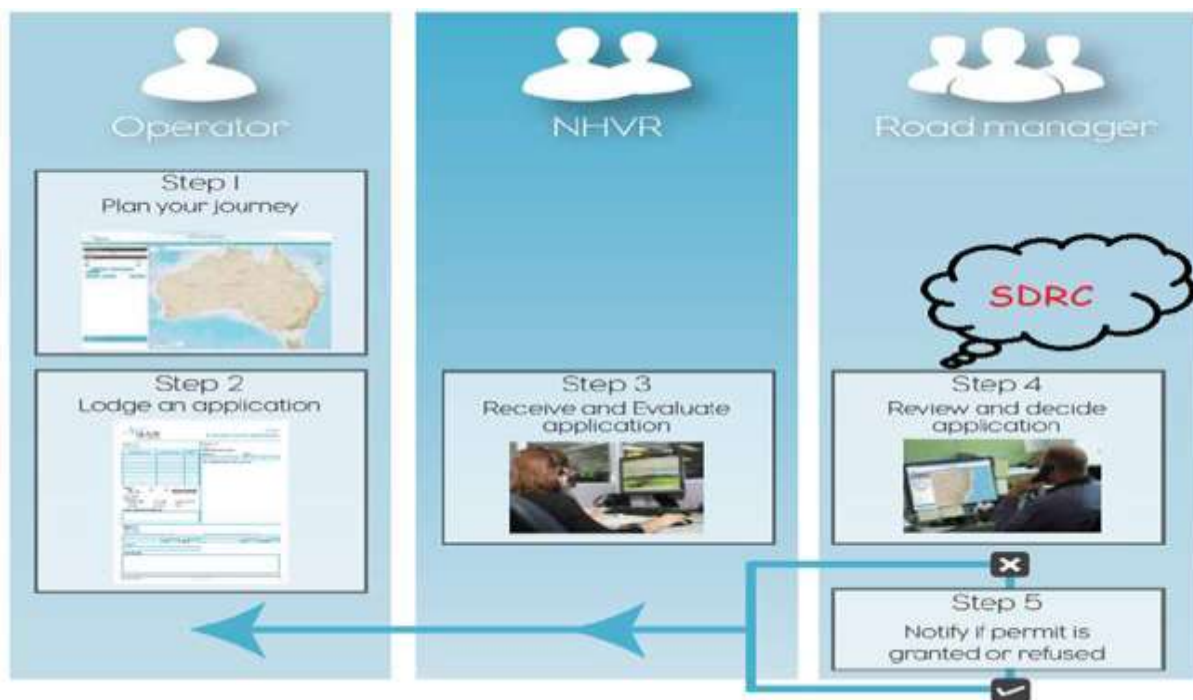 Operator
NHVR
Road manager
Step 1
Plan your journey
SDRC
Step 2
Lodge an application
Step 3
Receive and Evaluate
application
Step 4
Review and decide
application
Step 5
Notify if permit is
granted or refused